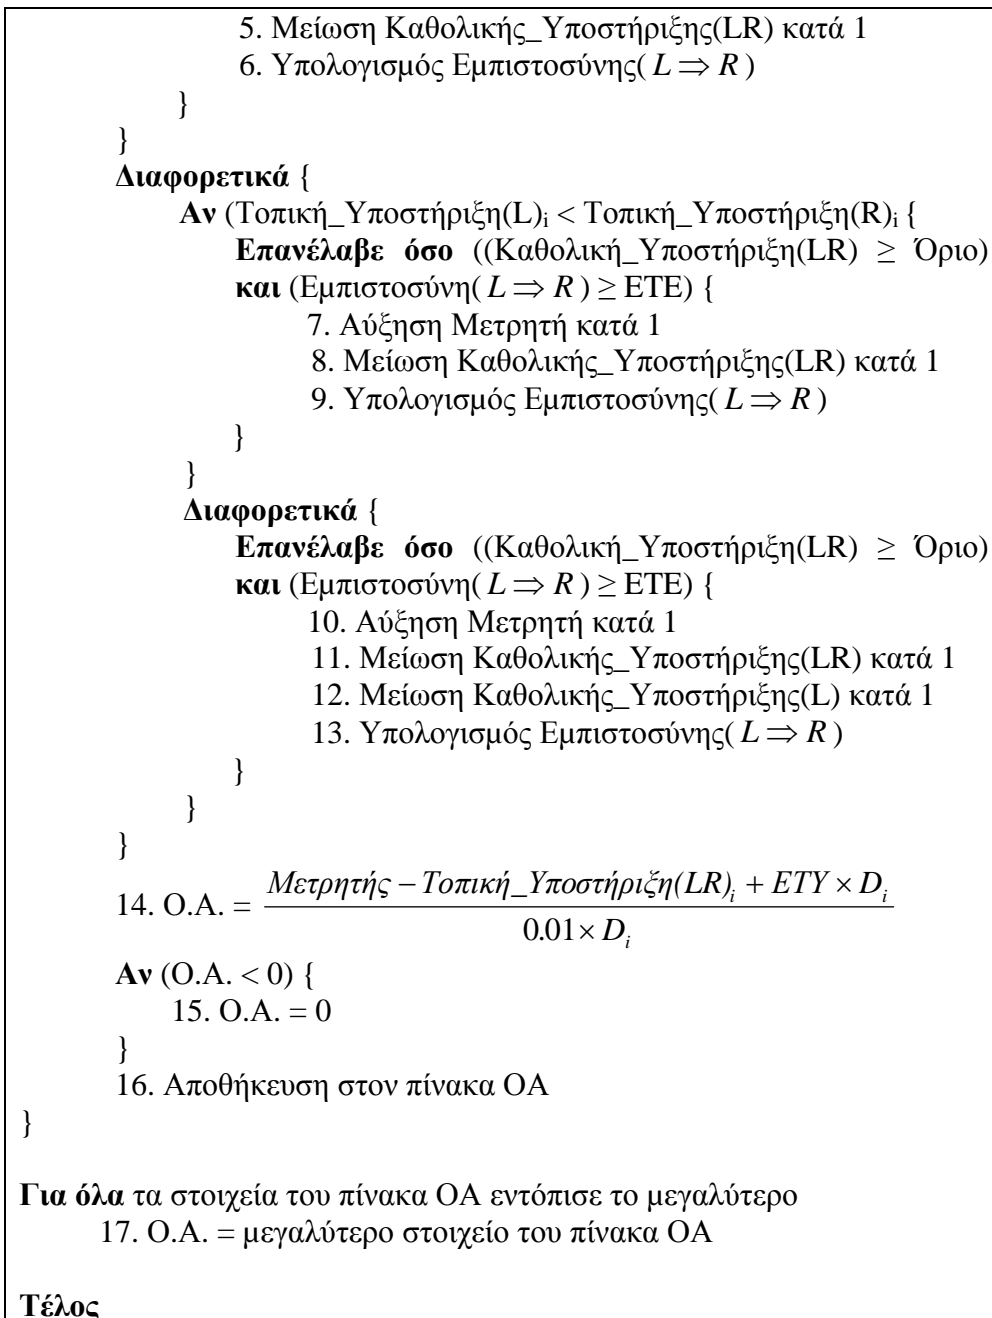 5. Μείωση Καθολικής_Υποστήριξης(LR) κατά 1
6. Υπολογισμός Εμπιστοσύνης( L ⇒ R )
}
}
Διαφορετικά {
Αν (Τοπική_Υποστήριξη(L)i < Τοπική_Υποστήριξη(R)i {
Επανέλαβε όσο ((Καθολική_Υποστήριξη(LR) ≥ Όριο)
και (Εμπιστοσύνη( L ⇒ R ) ≥ ΕΤΕ) {
7. Αύξηση Μετρητή κατά 1
8. Μείωση Καθολικής_Υποστήριξης(LR) κατά 1
9. Υπολογισμός Εμπιστοσύνης( L ⇒ R )
}
}
Διαφορετικά {
Επανέλαβε όσο ((Καθολική_Υποστήριξη(LR) ≥ Όριο)
και (Εμπιστοσύνη( L ⇒ R ) ≥ ΕΤΕ) {
10. Αύξηση Μετρητή κατά 1
11. Μείωση Καθολικής_Υποστήριξης(LR) κατά 1
12. Μείωση Καθολικής_Υποστήριξης(L) κατά 1
13. Υπολογισμός Εμπιστοσύνης( L ⇒ R )
}
}
}
14. Ο.Α. = Μετρητής − Τοπική_Υποστήριξη(LR)i + ΕΤΥ × Di
0.01 × Di
Αν (Ο.Α. < 0) {
15. Ο.Α. = 0
}
16. Αποθήκευση στον πίνακα ΟΑ
}
Για όλα τα στοιχεία του πίνακα ΟΑ εντόπισε το μεγαλύτερο
17. Ο.Α. = μεγαλύτερο στοιχείο του πίνακα ΟΑ
Τέλος